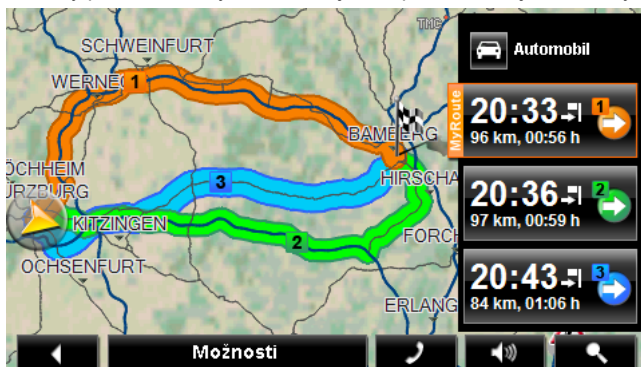 TMC
SCHWEINFURT
WERNE
1
BAMBERG
ÖCHHEIM
ÜRZBURG
3
HIRSCHA
KITZINGEN
2
FORCH
OCHSENFURT
ERLANG
Automobil
MyRoute
20:33
1
96 km, 00:56 h
20:36
2
97 km, 00:59 h
20:43
3
84 km, 01:06 h
Možnosti